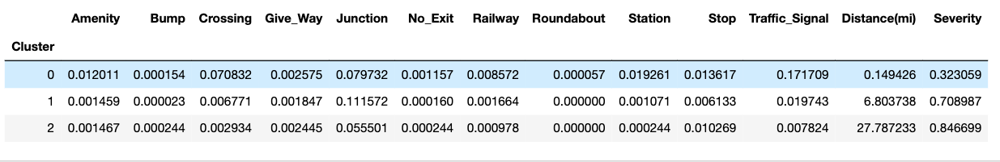 Amenity Bump Crossing Give_Way Junction No_Exit Railway Roundabout Station Stop Traffic_Signal Distance(mi) Severity
Cluster
0 0.012011 0.000154 0.070832 0.002575 0.079732 0.001157 0.008572 0.000057 0.019261 0.013617 0.171709 0.149426 0.323059
1 0.001459 0.000023 0.006771 0.001847 0.111572 0.000160 0.001664 0.000000 0.001071 0.006133 0.019743 6.803738 0.708987
2 0.001467 0.000244 0.002934 0.002445 0.055501 0.000244 0.000978 0.000000 0.000244 0.010269 0.007824 27.787233 0.846699